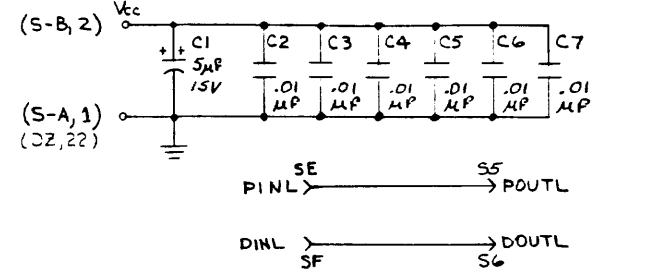 Vcc
(S-B, 2)
+ + C1
5µF
15V
C2 C3 C4 C5 C6 C7
.01 .01 .01 .01 .01 .01
µF µF µF µF µF µF
(S-A, 1)
(DZ, 22)
SE S5
PINL POUTL
DINL DOUTL
SF S6